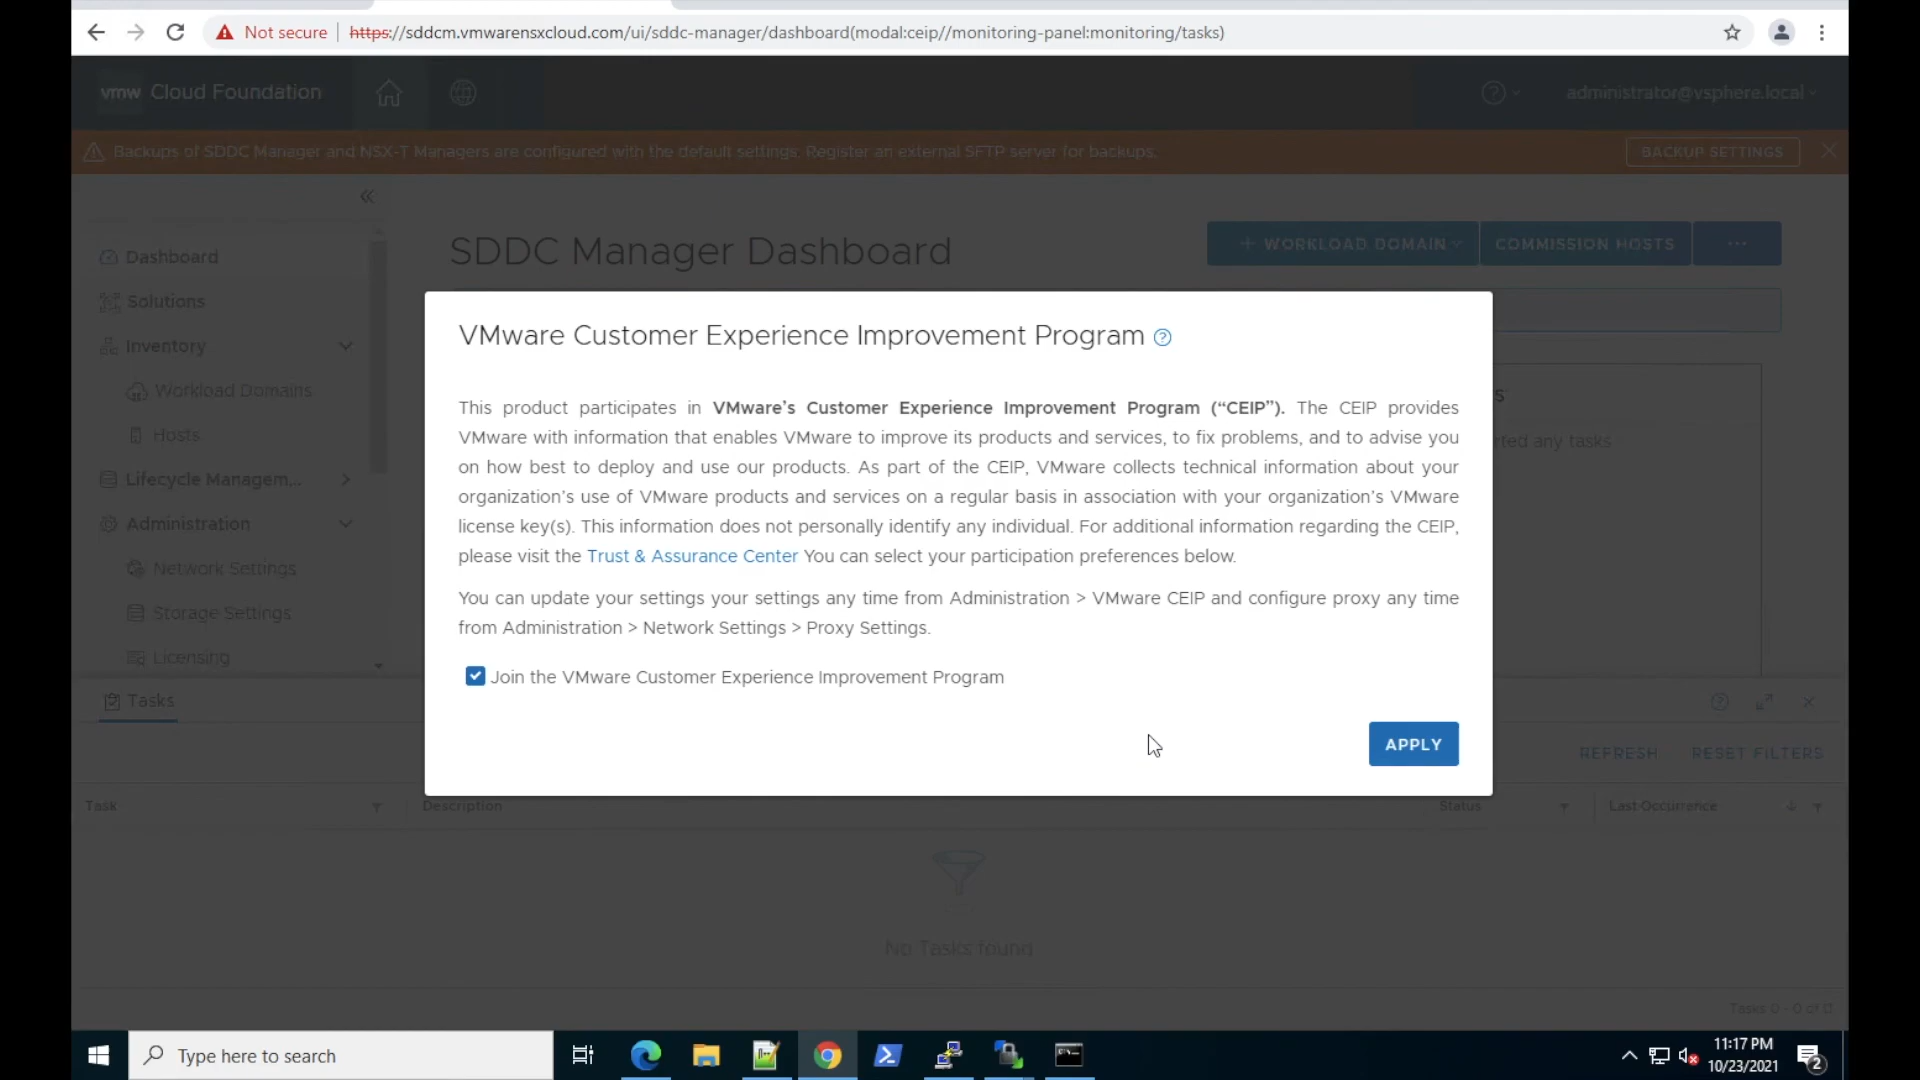 Not secure | https://sddcm.vmwarensxcloud.com/ui/sddc-manager/dashboard(modal:ceip//monitoring-panel:monitoring/tasks)
vmw Cloud Foundation
administrator@vsphere.local
Backups of SDDC Manager and NSX-T Managers are configured with the default settings. Register an external SFTP server for backups.
BACKUP SETTINGS
Dashboard
Solutions
Inventory
Workload Domains
Hosts
Lifecycle Managem...
Administration
Network Settings
Storage Settings
Licensing
SDDC Manager Dashboard
+ WORKLOAD DOMAIN
COMMISSION HOSTS
...
VMware Customer Experience Improvement Program
This product participates in VMware’s Customer Experience Improvement Program (“CEIP”). The CEIP provides
VMware with information that enables VMware to improve its products and services, to fix problems, and to advise you
on how best to deploy and use our products. As part of the CEIP, VMware collects technical information about your
organization’s use of VMware products and services on a regular basis in association with your organization’s VMware
license key(s). This information does not personally identify any individual. For additional information regarding the CEIP,
please visit the Trust & Assurance Center You can select your participation preferences below.
You can update your settings your settings any time from Administration > VMware CEIP and configure proxy any time
from Administration > Network Settings > Proxy Settings.
Join the VMware Customer Experience Improvement Program
APPLY
any tasks
Tasks
REFRESH
RESET FILTERS
Task
Description
Status
Last Occurrence
No Tasks found
Tasks 0 - 0 of 0
Type here to search
11:17 PM
10/23/2021
2